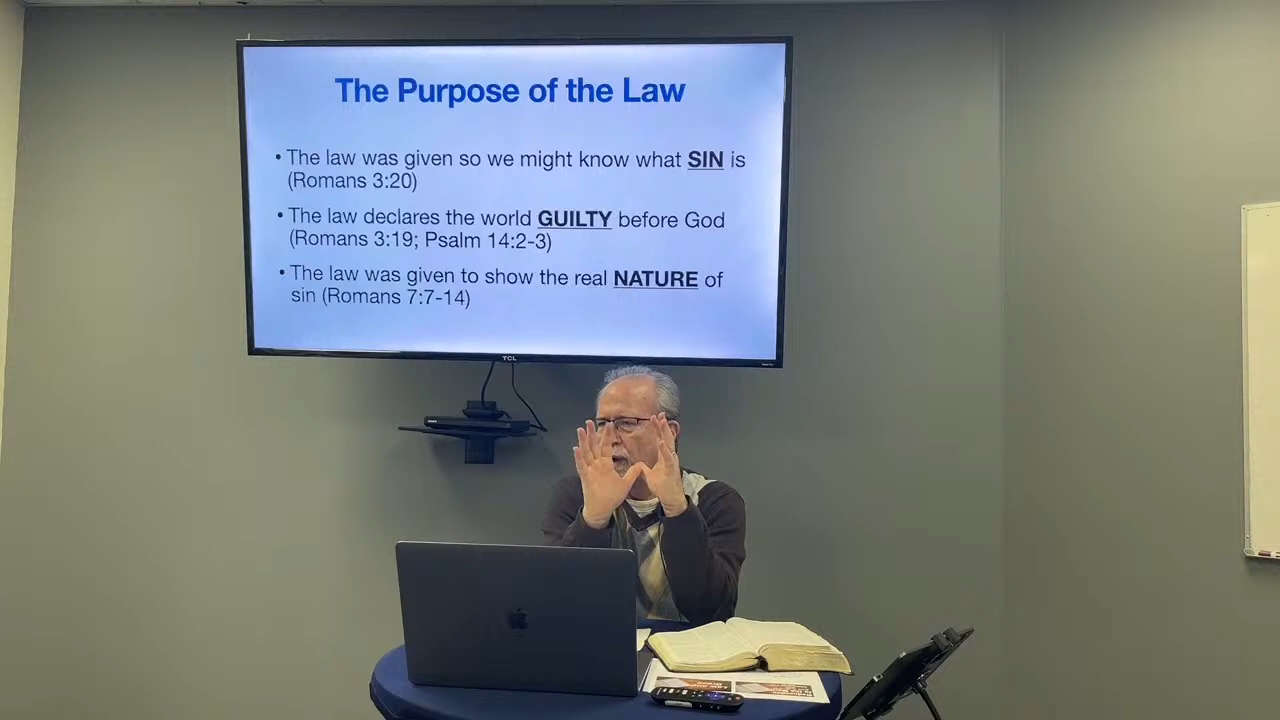 The Purpose of the Law
• The law was given so we might know what SIN is
(Romans 3:20)
• The law declares the world GUILTY before God
(Romans 3:19; Psalm 14:2-3)
• The law was given to show the real NATURE of
sin (Romans 7:7-14)
TCL